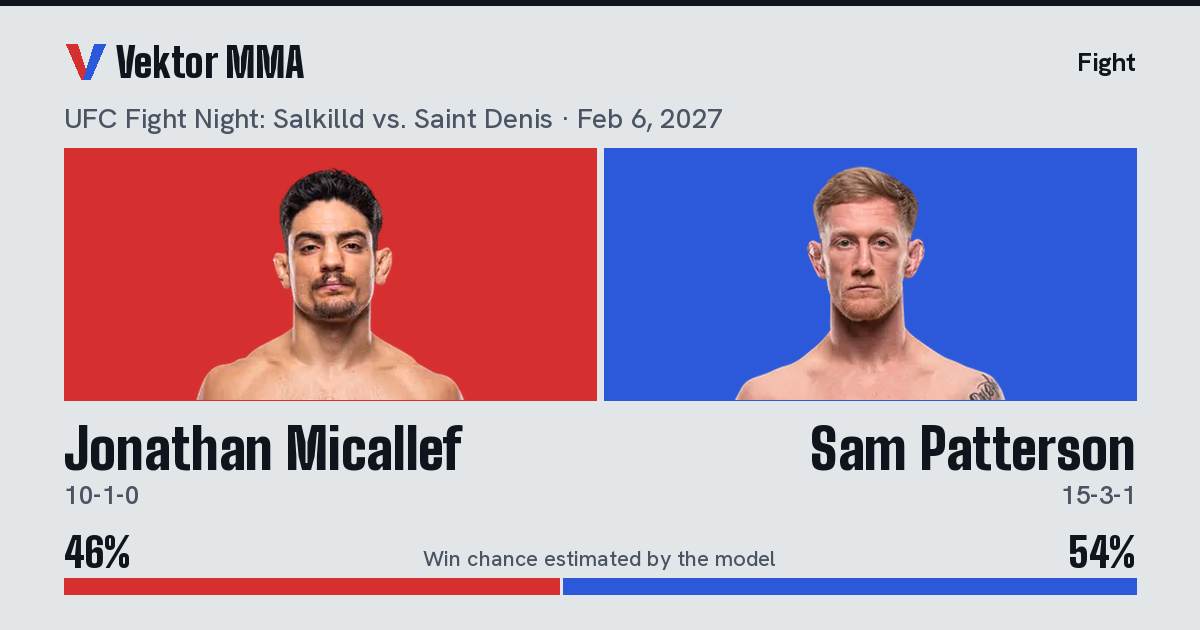 Vektor MMA
Fight
UFC Fight Night: Salkilld vs. Saint Denis · Feb 6, 2027
Jonathan Micallef
Sam Patterson
10-1-0
15-3-1
46%
Win chance estimated by the model
54%